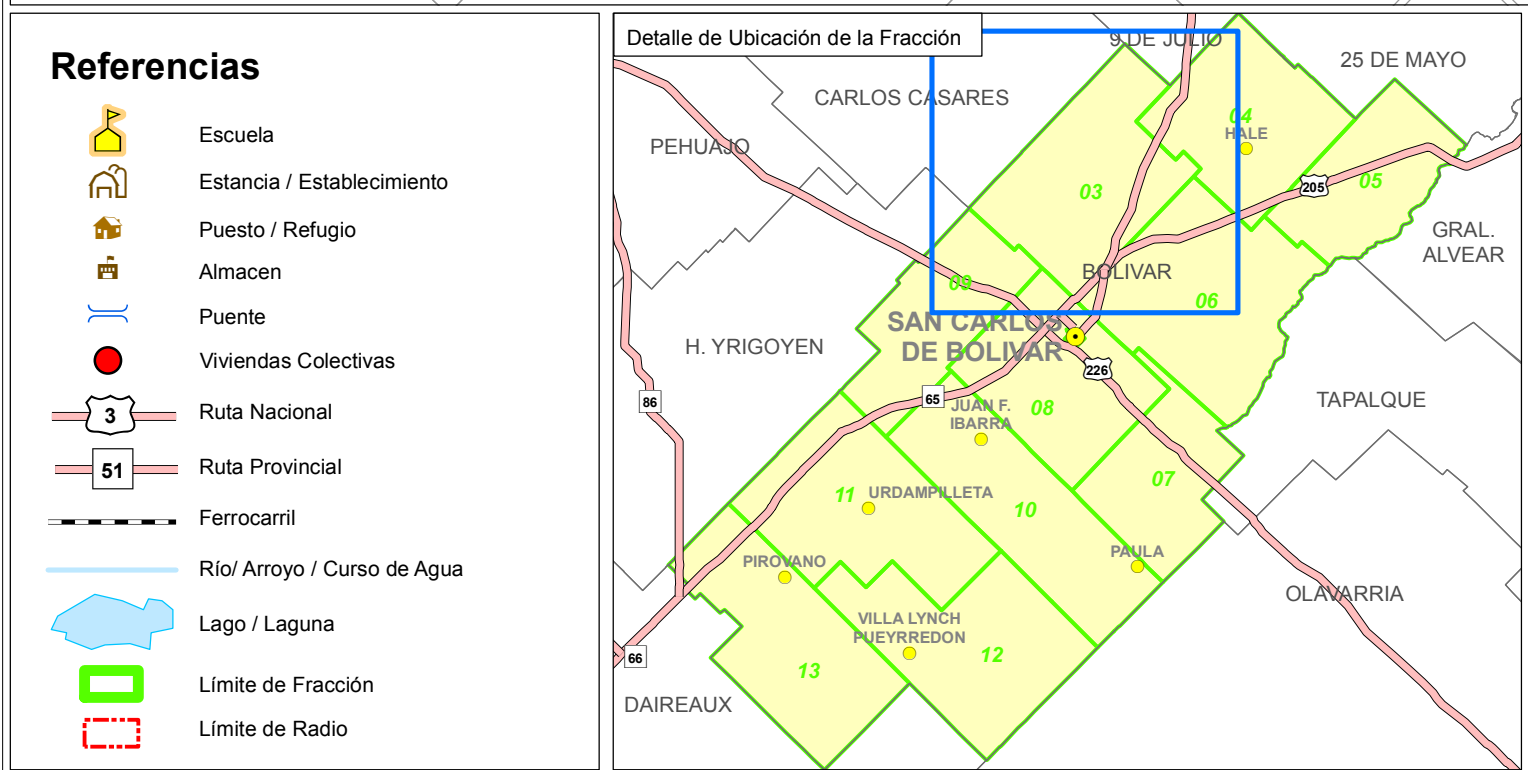 Referencias
Escuela
Estancia / Establecimiento
Puesto / Refugio
Almacen
Puente
Viviendas Colectivas
3
Ruta Nacional
51
Ruta Provincial
Ferrocarril
Río/ Arroyo / Curso de Agua
Lago / Laguna
Límite de Fracción
Límite de Radio
Detalle de Ubicación de la Fracción
9 DE JULIO
25 DE MAYO
CARLOS CASARES
PEHUAJO
04
HALE
03
205
05
GRAL.
ALVEAR
BOLIVAR
09
06
SAN CARLOS
DE BOLIVAR
H. YRIGOYEN
226
86
65
JUAN F.
IBARRA
08
TAPALQUE
07
11
URDAMPILLETA
10
PAULA
PIROVANO
OLAVARRIA
VILLA LYNCH
PUEYRREDON
12
66
13
DAIREAUX